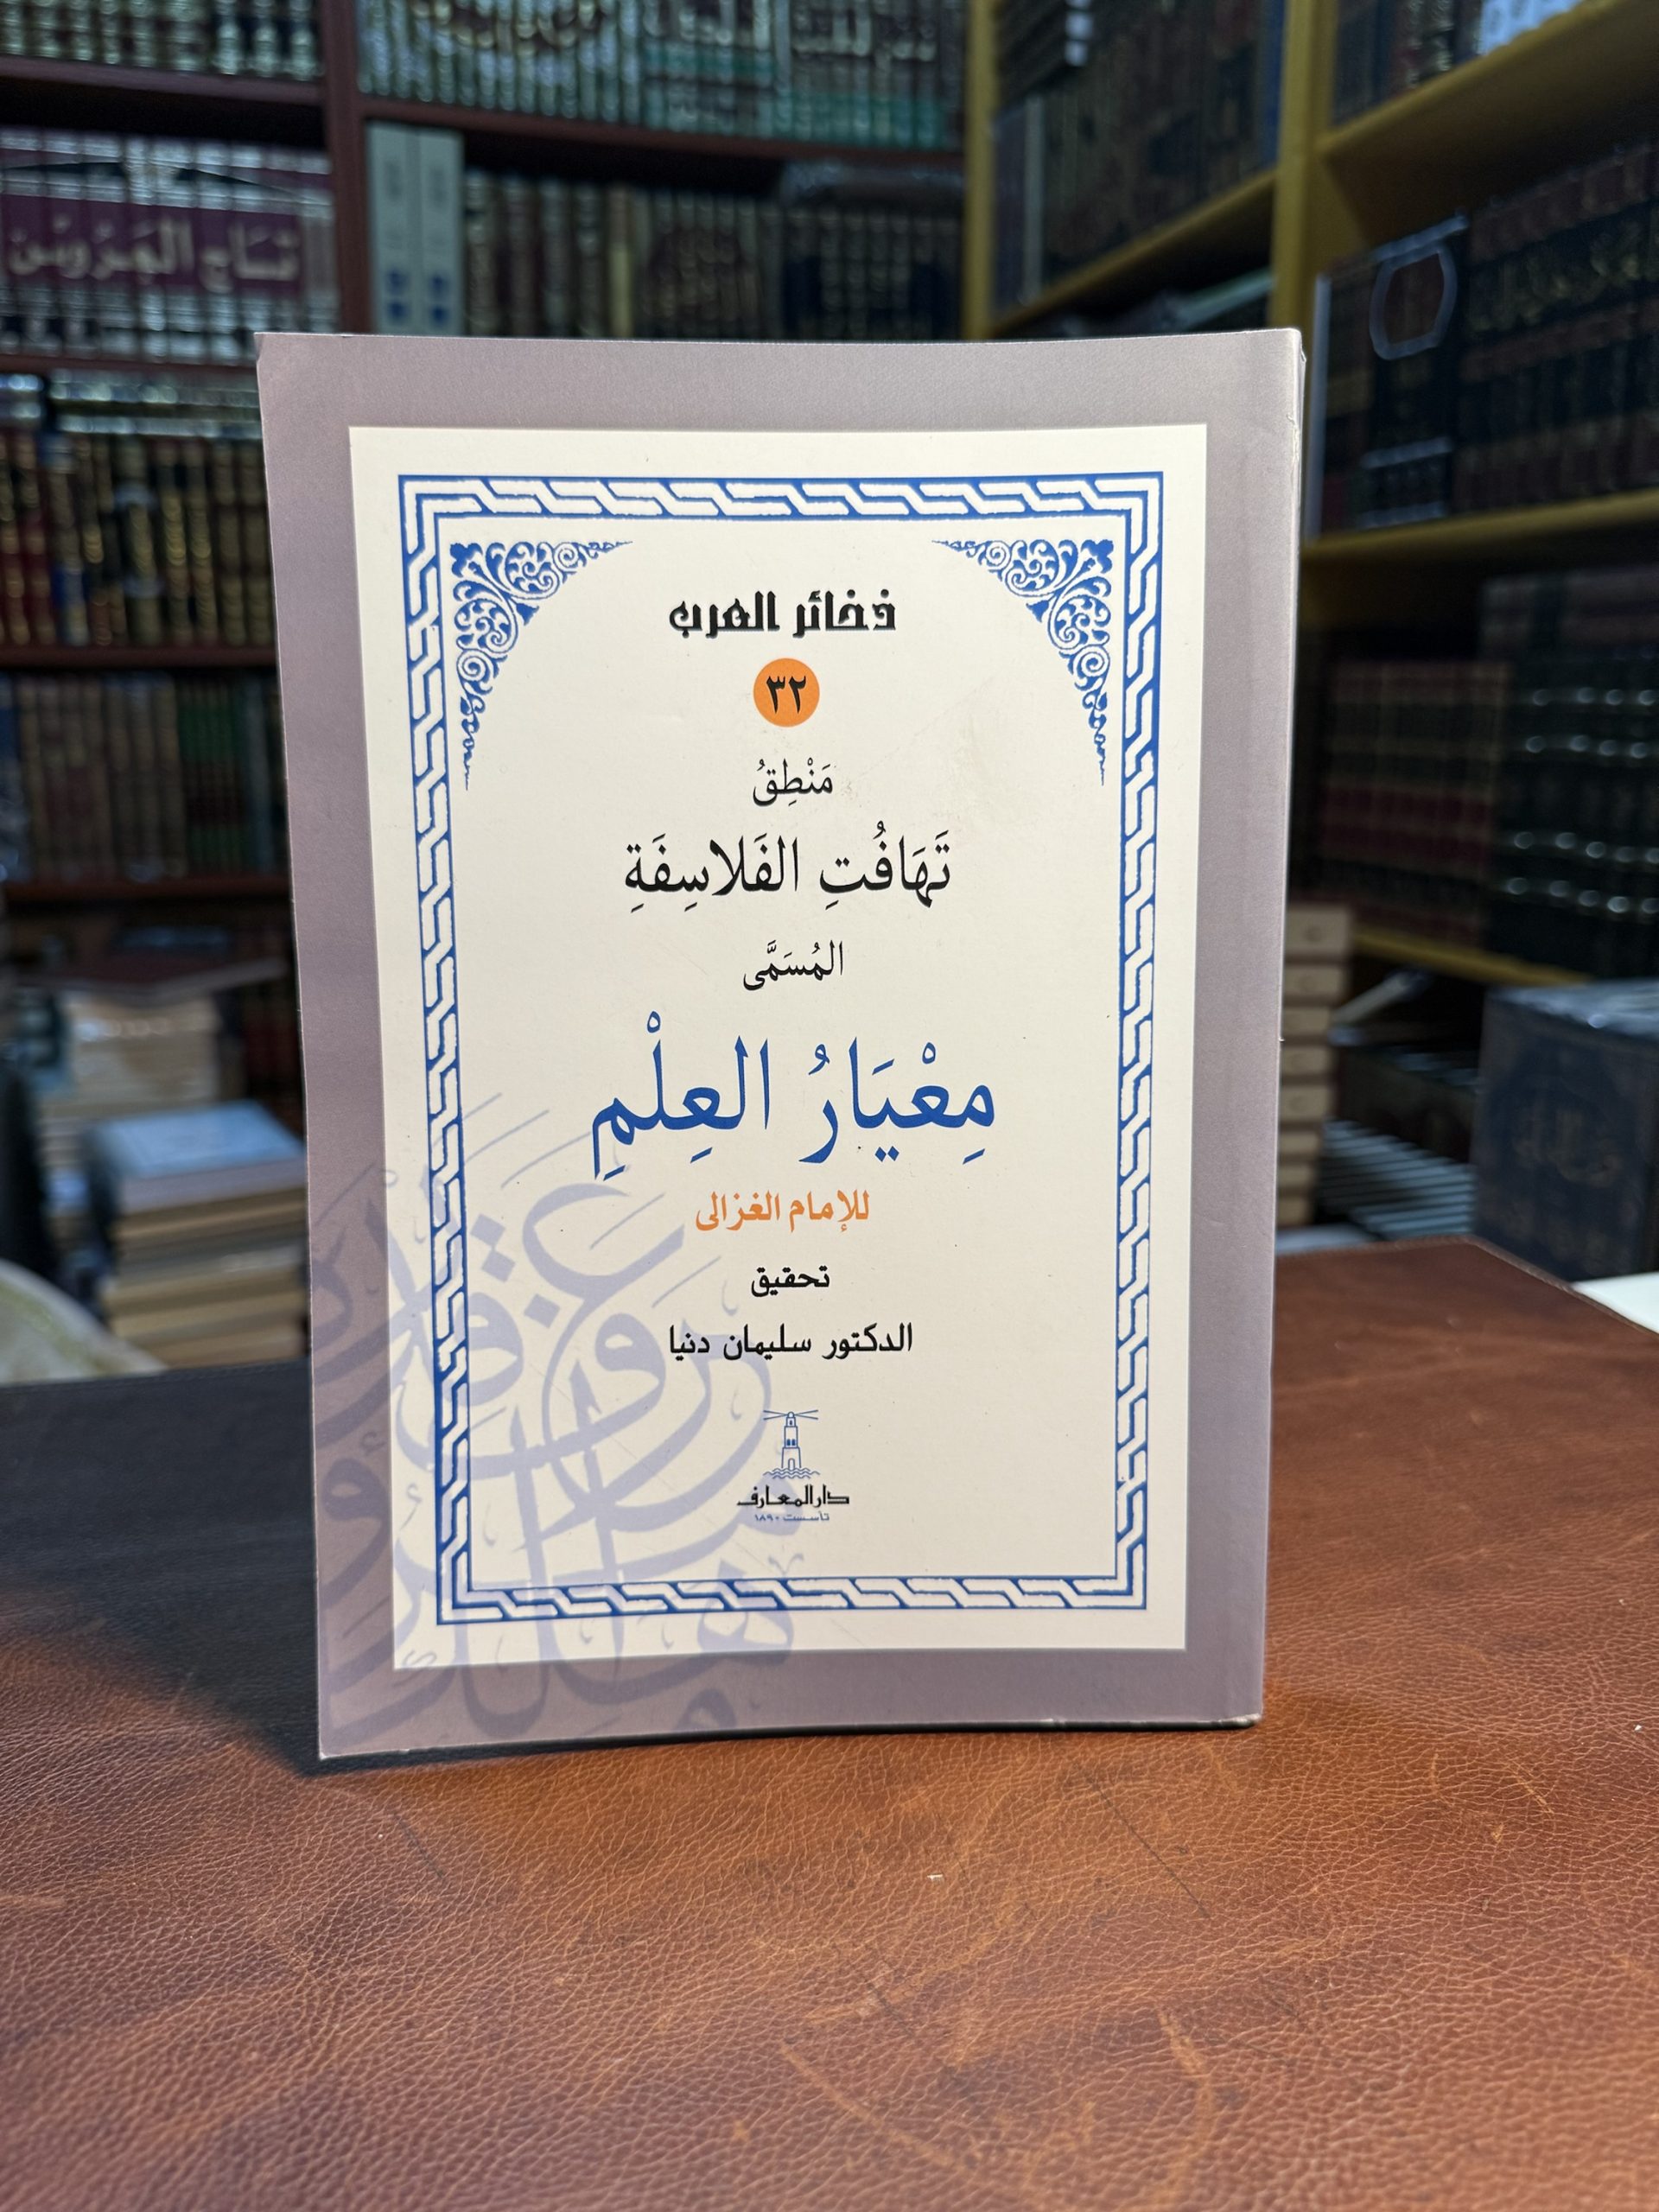 تاج العروس
ذخائر العرب
٣٢
مَنْطِقُ
تَهَافُتِ الفَلاسِفَةِ
المُسَمَّى
مِعْيَارُ العِلْمِ
للإمام الغزالى
تحقيق
الدكتور سليمان دنيا
دار المعارف
تأسست ١٨٩٠